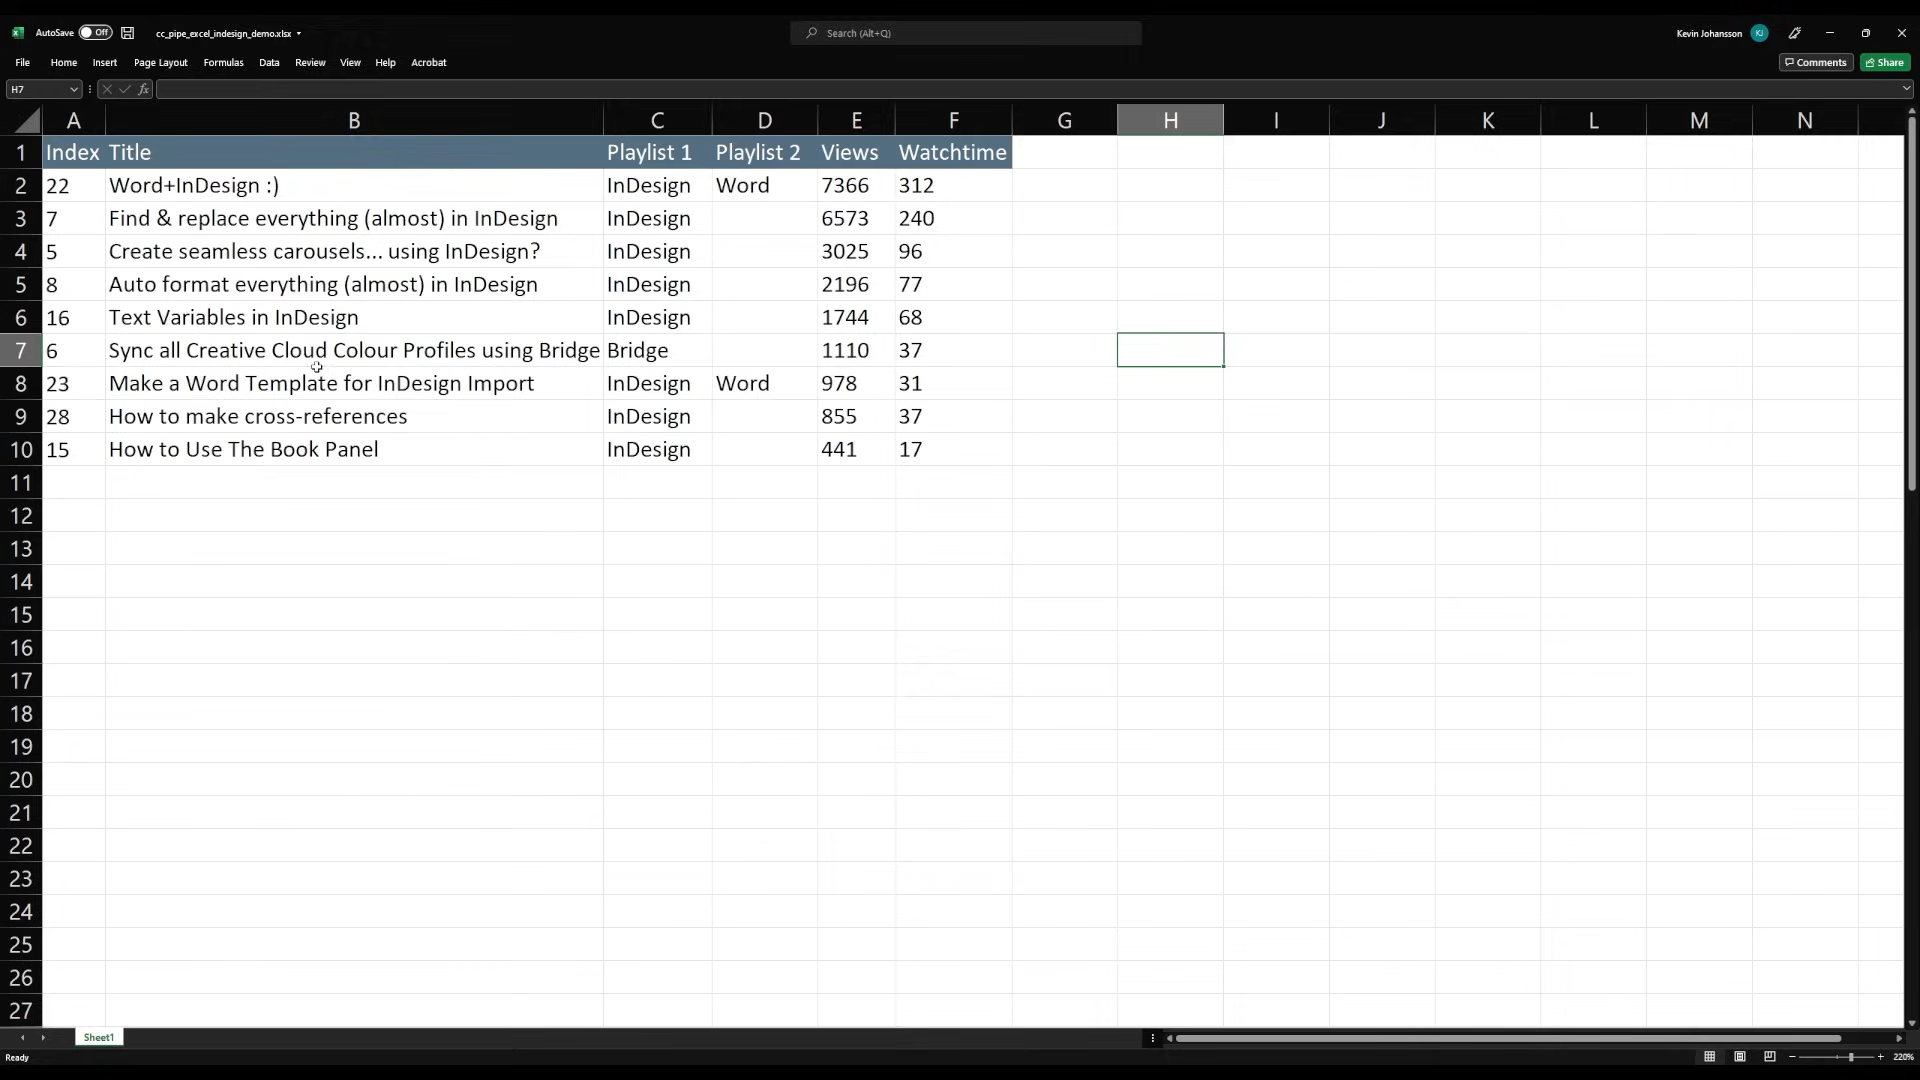 AutoSave Off cc_pipe_excel_indesign_demo.xlsx Search (Alt+Q) Kevin Johansson KJ
File Home Insert Page Layout Formulas Data Review View Help Acrobat Comments Share
H7 fx
A B C D E F G H I J K L M N
1 Index Title Playlist 1 Playlist 2 Views Watchtime
2 22 Word+InDesign :) InDesign Word 7366 312
3 7 Find & replace everything (almost) in InDesign InDesign 6573 240
4 5 Create seamless carousels... using InDesign? InDesign 3025 96
5 8 Auto format everything (almost) in InDesign InDesign 2196 77
6 16 Text Variables in InDesign InDesign 1744 68
7 6 Sync all Creative Cloud Colour Profiles using Bridge Bridge 1110 37
8 23 Make a Word Template for InDesign Import InDesign Word 978 31
9 28 How to make cross-references InDesign 855 37
10 15 How to Use The Book Panel InDesign 441 17
11
12
13
14
15
16
17
18
19
20
21
22
23
24
25
26
27
Sheet1
Ready 220%